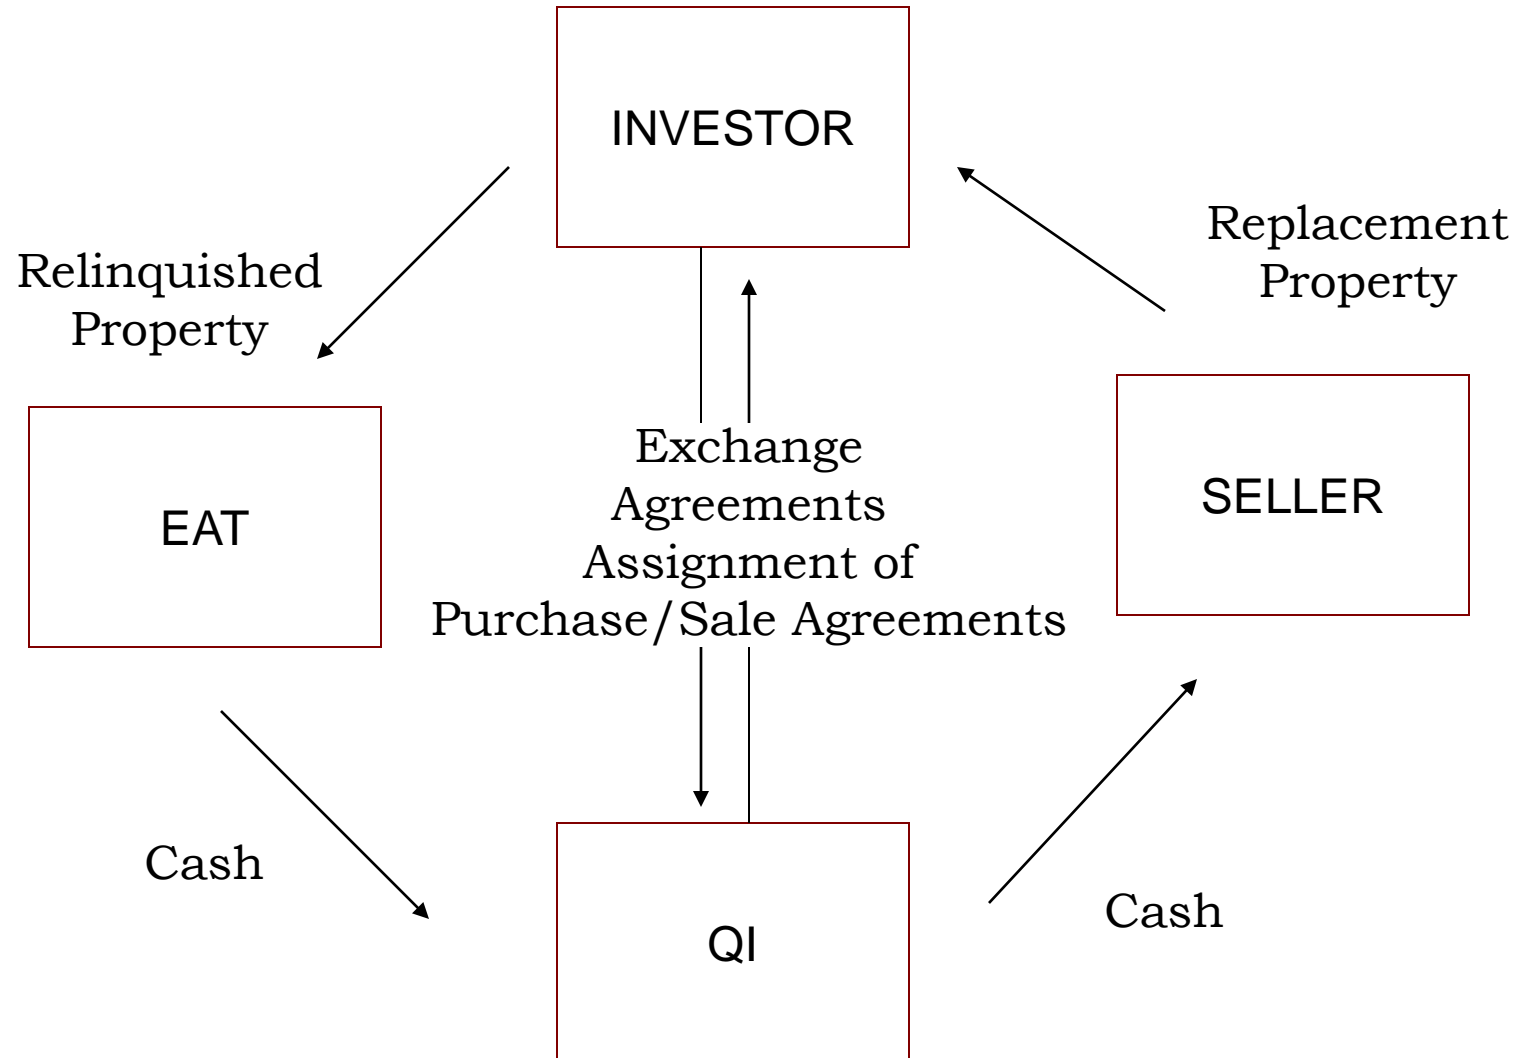 INVESTOR
Relinquished
Property
Replacement
Property
EAT
Exchange
Agreements
Assignment of
Purchase/Sale Agreements
SELLER
Cash
QI
Cash